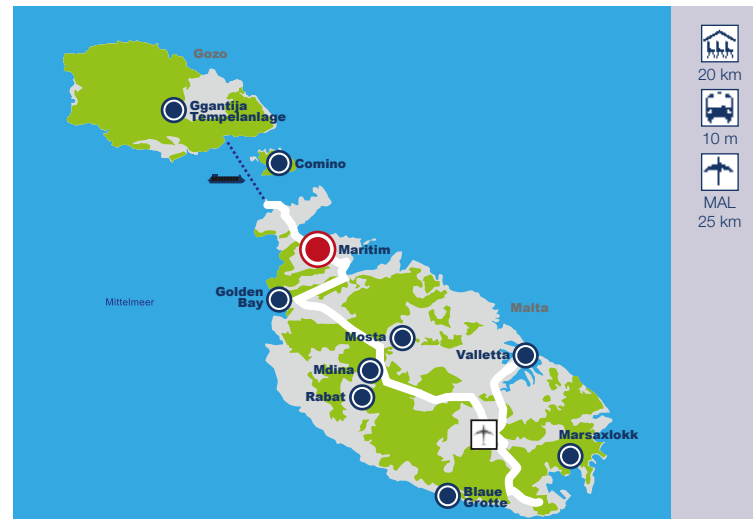 Gozo
Ggantija
Tempelanlage
Comino
Maritim
Golden
Bay
Mittelmeer
Malta
Mosta
Valletta
Mdina
Rabat
Marsaxlokk
Blaue
Grotte
20 km
10 m
MAL
25 km